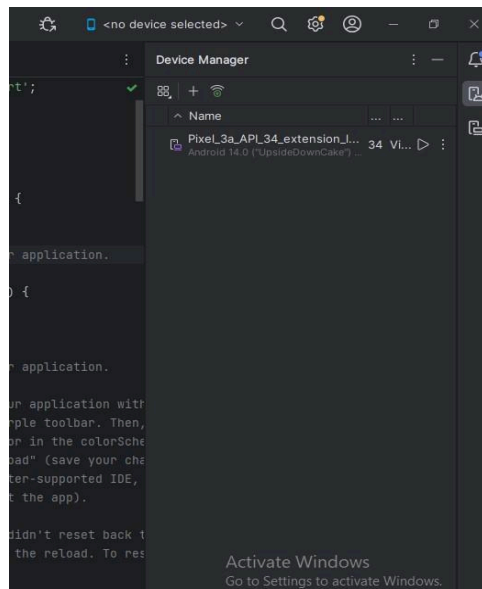 <no device selected>
Device Manager
t';
Name
... ...
Pixel_3a_API_34_extension_l... 34 Vi...
Android 14.0 ("UpsideDownCake") ...
{
r application.
) {
r application.
ur application with
rple toolbar. Then,
or in the colorSche
oad" (save your cha
ter-supported IDE,
t the app).
didn't reset back t
the reload. To res
Activate Windows
Go to Settings to activate Windows.